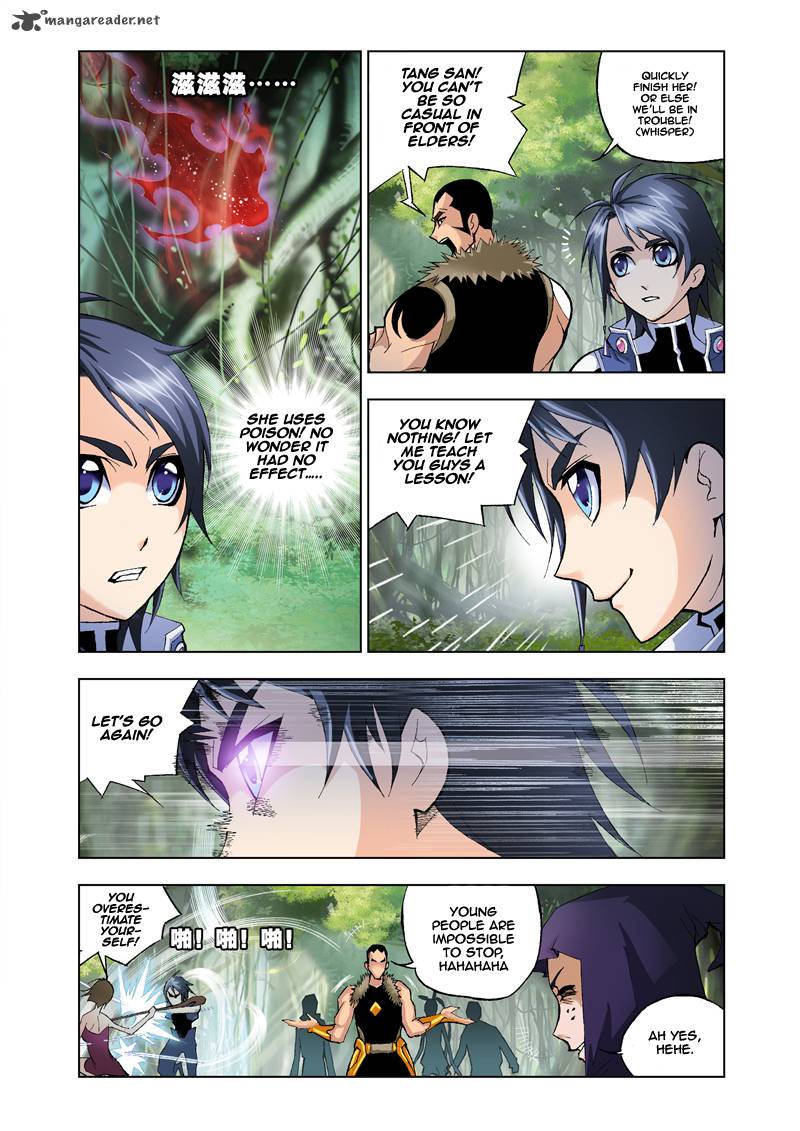 mangareader.net
滋滋滋……
SHE USES
POISON! NO
WONDER IT
HAD NO
EFFECT.....
TANG SAN!
YOU CAN'T
BE SO
CASUAL IN
FRONT OF
ELDERS!
QUICKLY
FINISH HER!
OR ELSE
WE'LL BE IN
TROUBLE!
(WHISPER)
YOU KNOW
NOTHING! LET
ME TEACH
YOU GUYS A
LESSON!
LET'S GO
AGAIN!
YOU
OVERES-
TIMATE
YOUR-
SELF!
啪！啪！啪！
YOUNG
PEOPLE ARE
IMPOSSIBLE
TO STOP,
HAHAHAHA
AH YES,
HEHE.